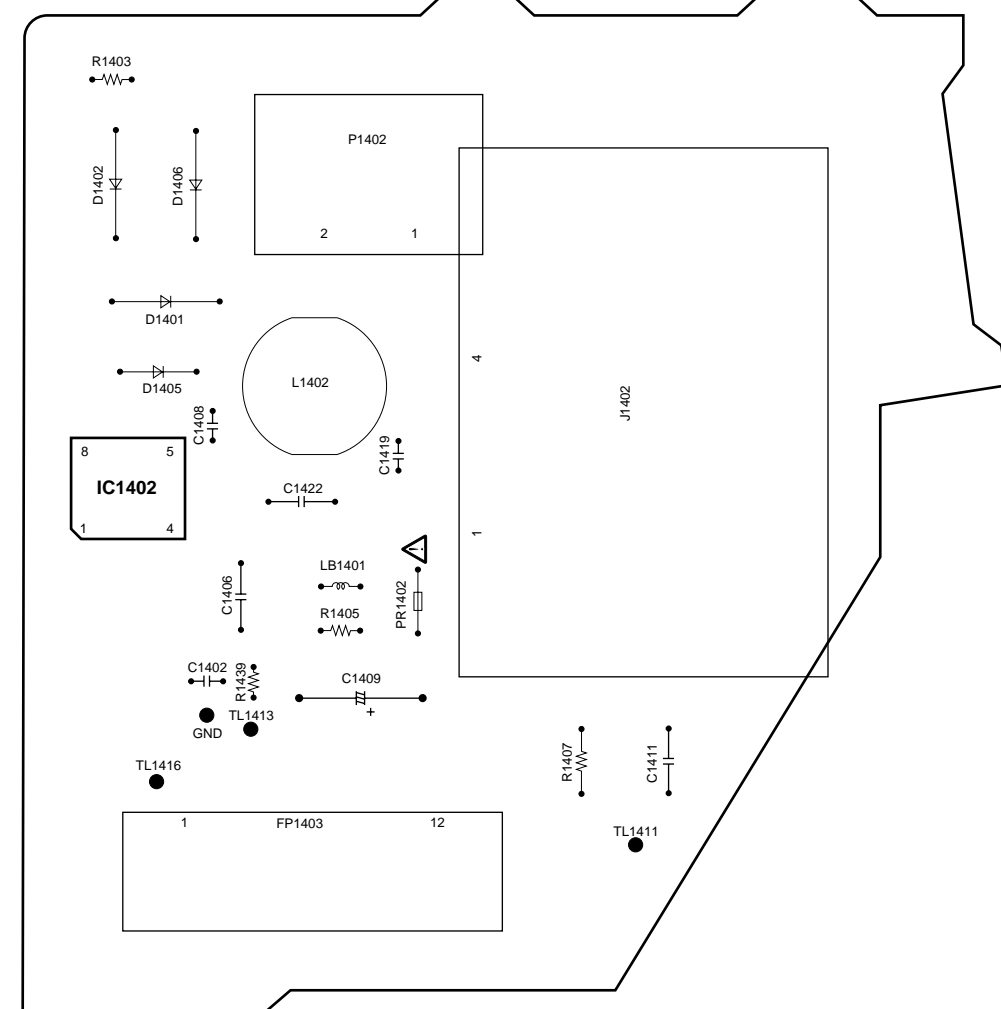 R1403
P1402
D1402
D1406
2 1
D1401
4
L1402
D1405
J1402
C1408
C1419
8 5
IC1402
C1422
1 4
1
!
LB1401
C1406
PR1402
R1405
C1402
R1439
C1409
+
TL1413
GND
R1407
C1411
TL1416
1 FP1403 12
TL1411